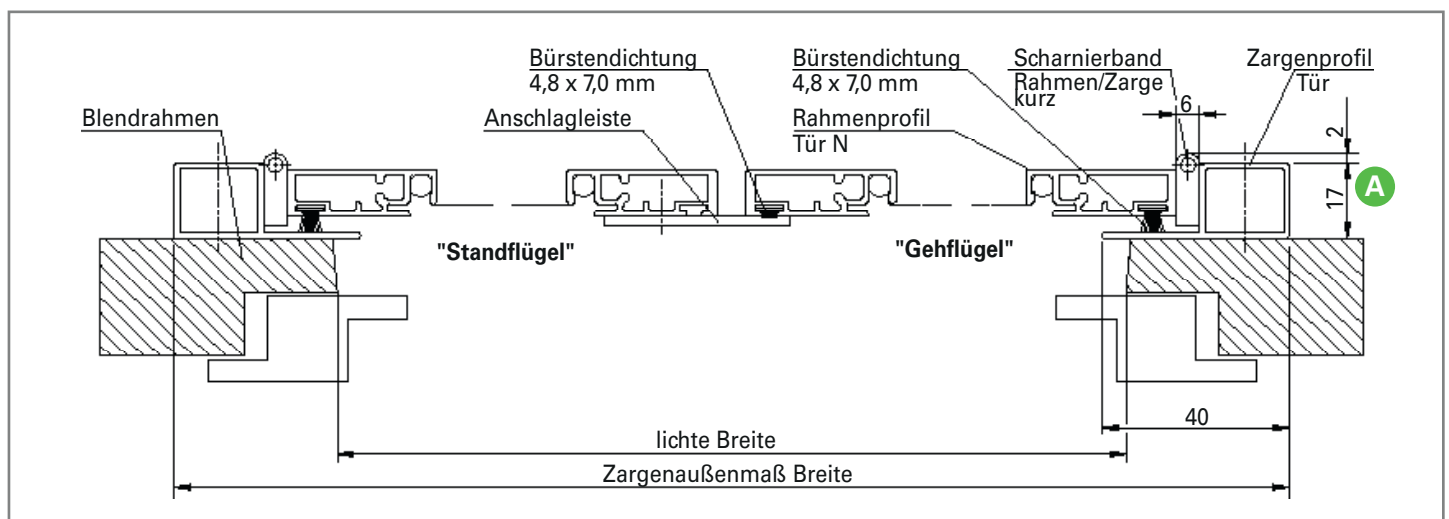 Bürstendichtung
4,8 x 7,0 mm
Bürstendichtung
4,8 x 7,0 mm
Scharnierband
Rahmen/Zarge
kurz
Zargenprofil
Tür
Blendrahmen
Anschlagleiste
Rahmenprofil
Tür N
6
2
17
A
"Standflügel"
"Gehflügel"
40
lichte Breite
Zargenaußenmaß Breite